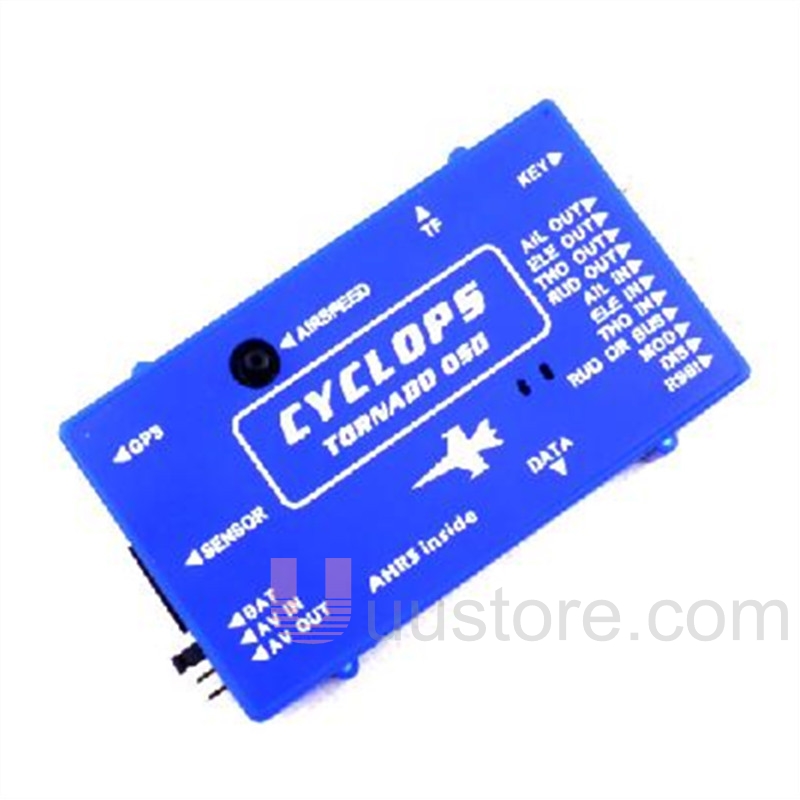 KEY
TF
AIRSPEED
AIL OUT
ELE OUT
THO OUT
RUD OUT
AIL IN
ELE IN
THO IN
RUD OR BUS
MOD
RSSI
CYCLOPS
TORNADO OSD
GPS
DATA
SENSOR
AHRS inside
BAT
AV IN
AV OUT
uustore.com